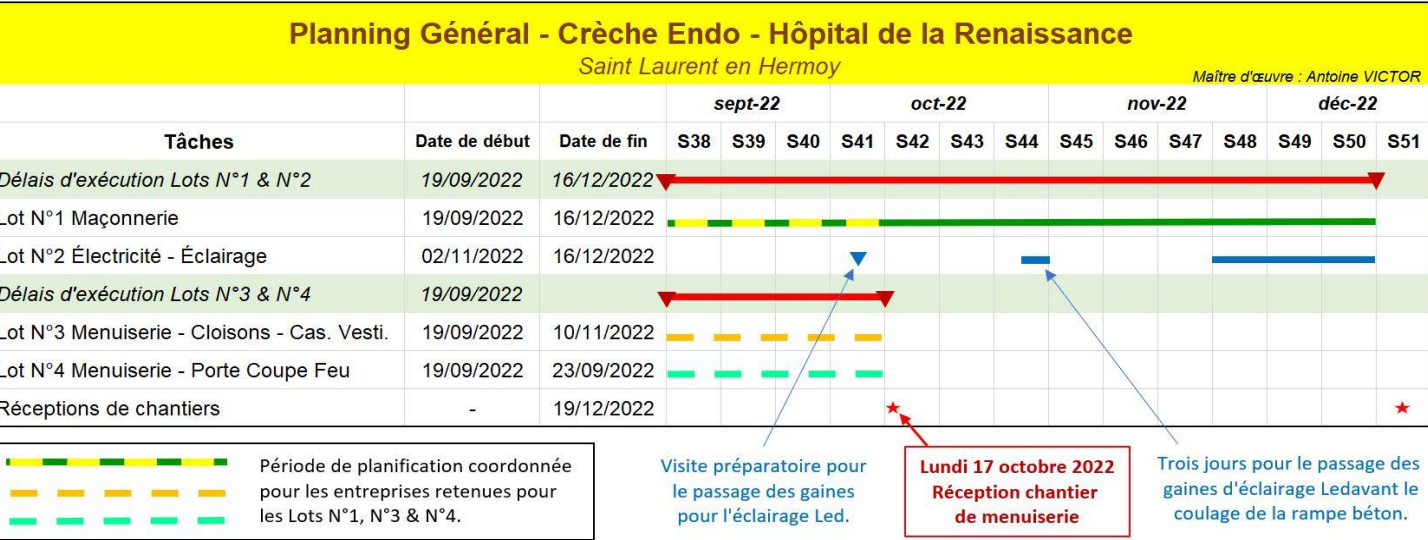 Planning Général - Crèche Endo - Hôpital de la Renaissance
Saint Laurent en Hermoy
Maître d'œuvre : Antoine VICTOR
sept-22 oct-22 nov-22 déc-22
Tâches Date de début Date de fin S38 S39 S40 S41 S42 S43 S44 S45 S46 S47 S48 S49 S50 S51
Délais d'exécution Lots N°1 & N°2 19/09/2022 16/12/2022
Lot N°1 Maçonnerie 19/09/2022 16/12/2022
Lot N°2 Électricité - Éclairage 02/11/2022 16/12/2022
Délais d'exécution Lots N°3 & N°4 19/09/2022
Lot N°3 Menuiserie - Cloisons - Cas. Vesti. 19/09/2022 10/11/2022
Lot N°4 Menuiserie - Porte Coupe Feu 19/09/2022 23/09/2022
Réceptions de chantiers - 19/12/2022
Période de planification coordonnée
pour les entreprises retenues pour
les Lots N°1, N°3 & N°4.
Visite préparatoire pour
le passage des gaines
pour l'éclairage Led.
Lundi 17 octobre 2022
Réception chantier
de menuiserie
Trois jours pour le passage des
gaines d'éclairage Ledavant le
coulage de la rampe béton.